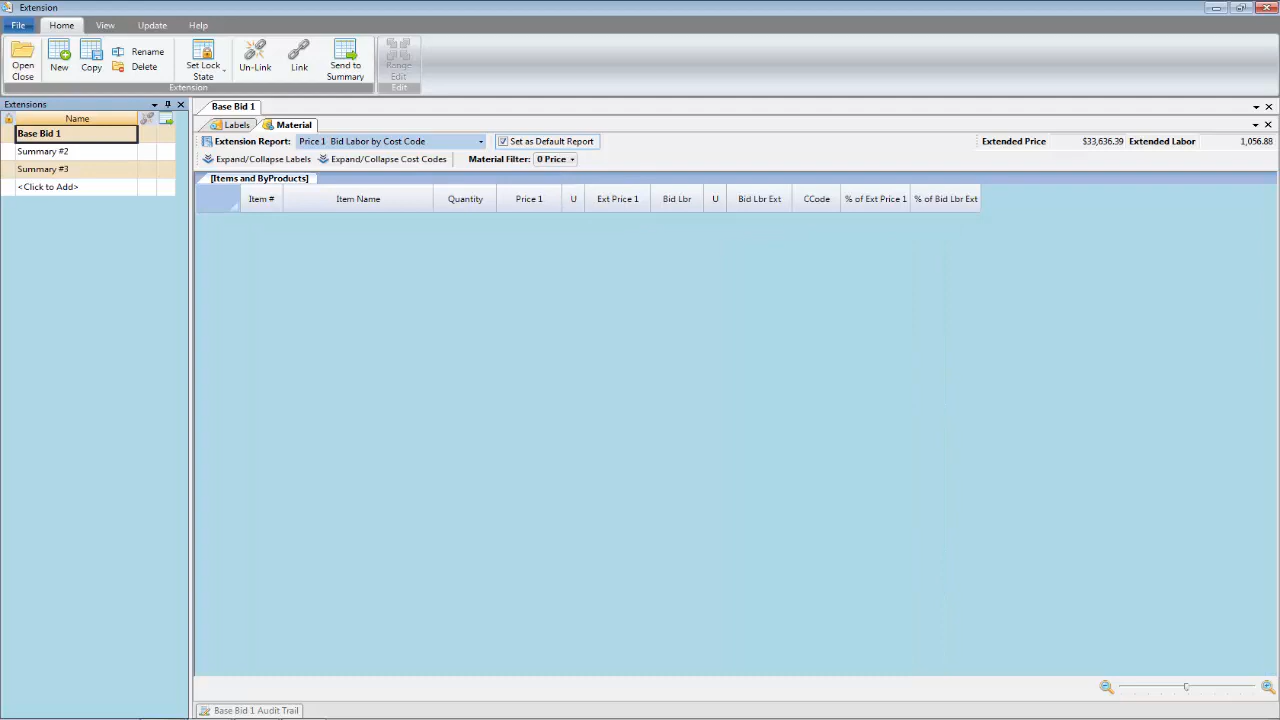 Extension
File Home View Update Help
Open Close New Copy Rename Delete Set Lock State Un-Link Link Send to Summary Range Edit
Extension Edit
Extensions
Name
Base Bid 1
Summary #2
Summary #3
<Click to Add>
Base Bid 1
Labels Material
Extension Report: Price 1 Bid Labor by Cost Code Set as Default Report Extended Price $33,636.39 Extended Labor 1,056.88
Expand/Collapse Labels Expand/Collapse Cost Codes Material Filter: 0 Price
[Items and ByProducts]
Item # Item Name Quantity Price 1 U Ext Price 1 Bid Lbr U Bid Lbr Ext CCode % of Ext Price 1 % of Bid Lbr Ext
Base Bid 1 Audit Trail